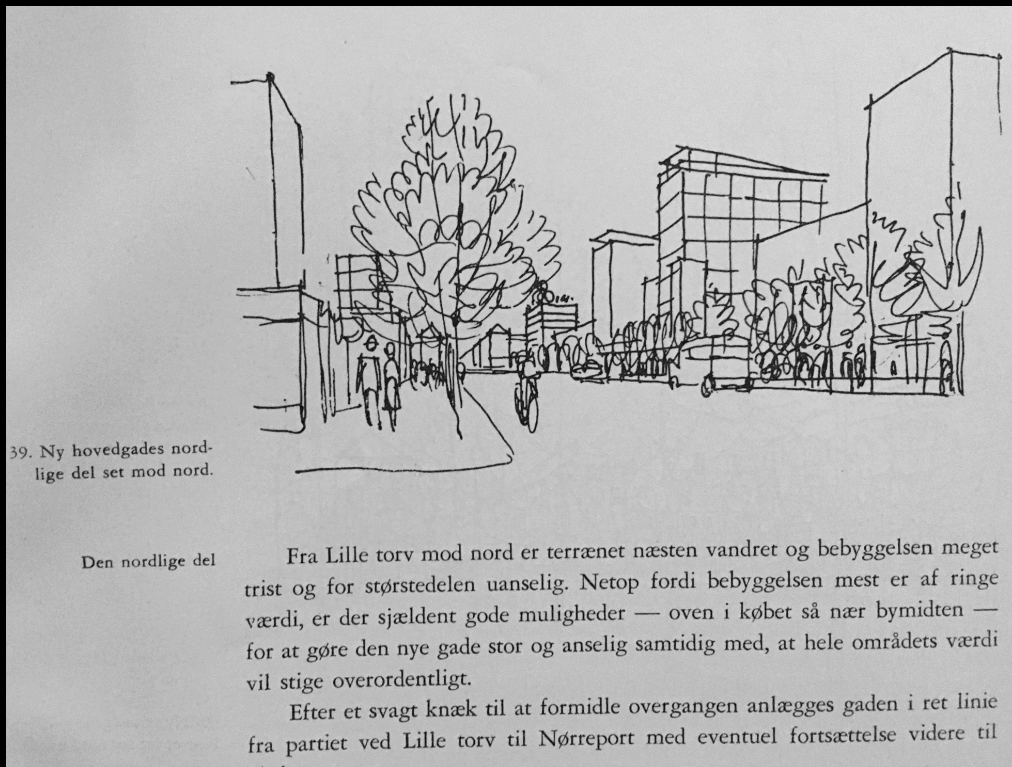 39. Ny hovedgades nord-
lige del set mod nord.
Den nordlige del
Fra Lille torv mod nord er terrænet næsten vandret og bebyggelsen meget
trist og for størstedelen uanselig. Netop fordi bebyggelsen mest er af ringe
værdi, er der sjældent gode muligheder — oven i købet så nær bymidten —
for at gøre den nye gade stor og anselig samtidig med, at hele områdets værdi
vil stige overordentligt.
Efter et svagt knæk til at formidle overgangen anlægges gaden i ret linie
fra partiet ved Lille torv til Nørreport med eventuel fortsættelse videre til